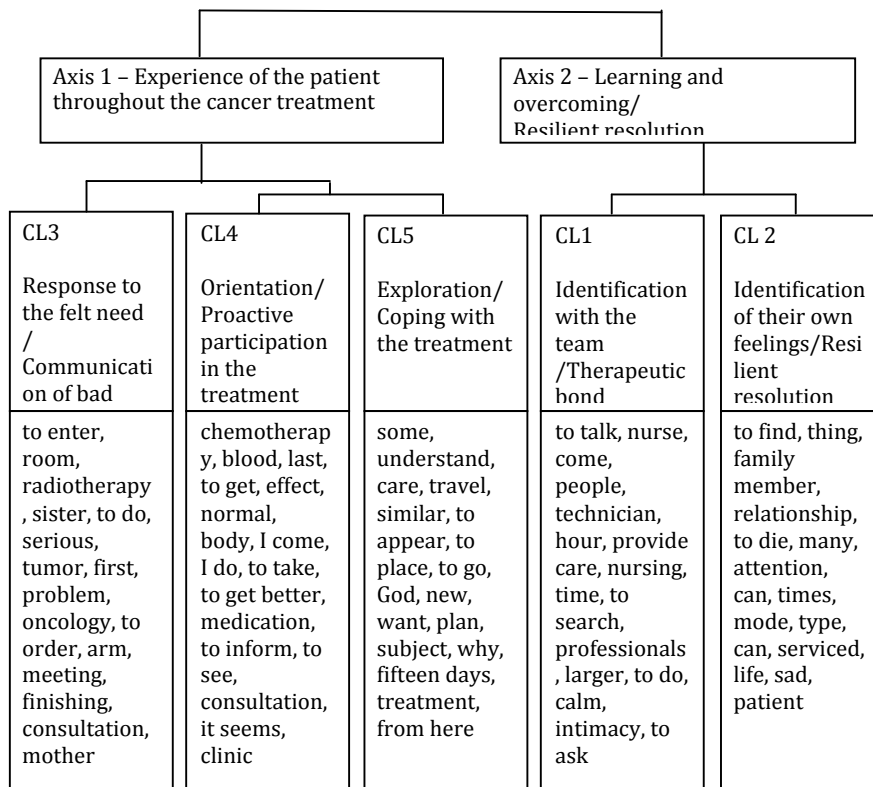 Axis 1 – Experience of the patient
throughout the cancer treatment
Axis 2 – Learning and
overcoming/
Resilient resolution
CL3
Response to
the felt need
/
Communicati
on of bad
CL4
Orientation/
Proactive
participation
in the
treatment
CL5
Exploration/
Coping with
the treatment
CL1
Identification
with the
team
/Therapeutic
bond
CL 2
Identification
of their own
feelings/Resi
lient
resolution
to enter,
room,
radiotherapy
, sister, to do,
serious,
tumor, first,
problem,
oncology, to
order, arm,
meeting,
finishing,
consultation,
mother
chemotherap
y, blood, last,
to get, effect,
normal,
body, I come,
I do, to take,
to get better,
medication,
to inform, to
see,
consultation,
it seems,
clinic
some,
understand,
care, travel,
similar, to
appear, to
place, to go,
God, new,
want, plan,
subject, why,
fifteen days,
treatment,
from here
to talk, nurse,
come,
people,
technician,
hour, provide
care, nursing,
time, to
search,
professionals
, larger, to do,
calm,
intimacy, to
ask
to find, thing,
family
member,
relationship,
to die, many,
attention,
can, times,
mode, type,
can, serviced,
life, sad,
patient